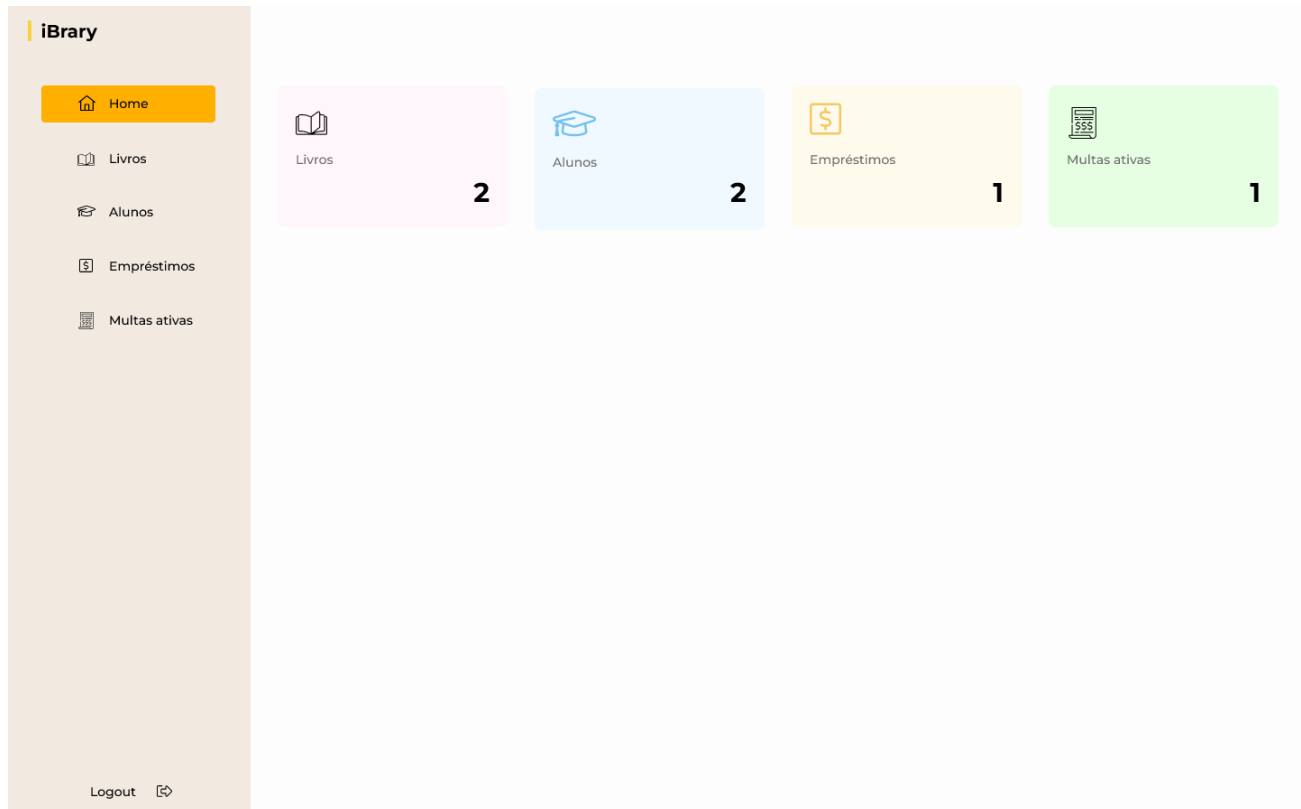 iBrary
Home
Livros
Alunos
Empréstimos
Multas ativas
Logout
Livros
2
Alunos
2
$
Empréstimos
1
$$$
Multas ativas
1